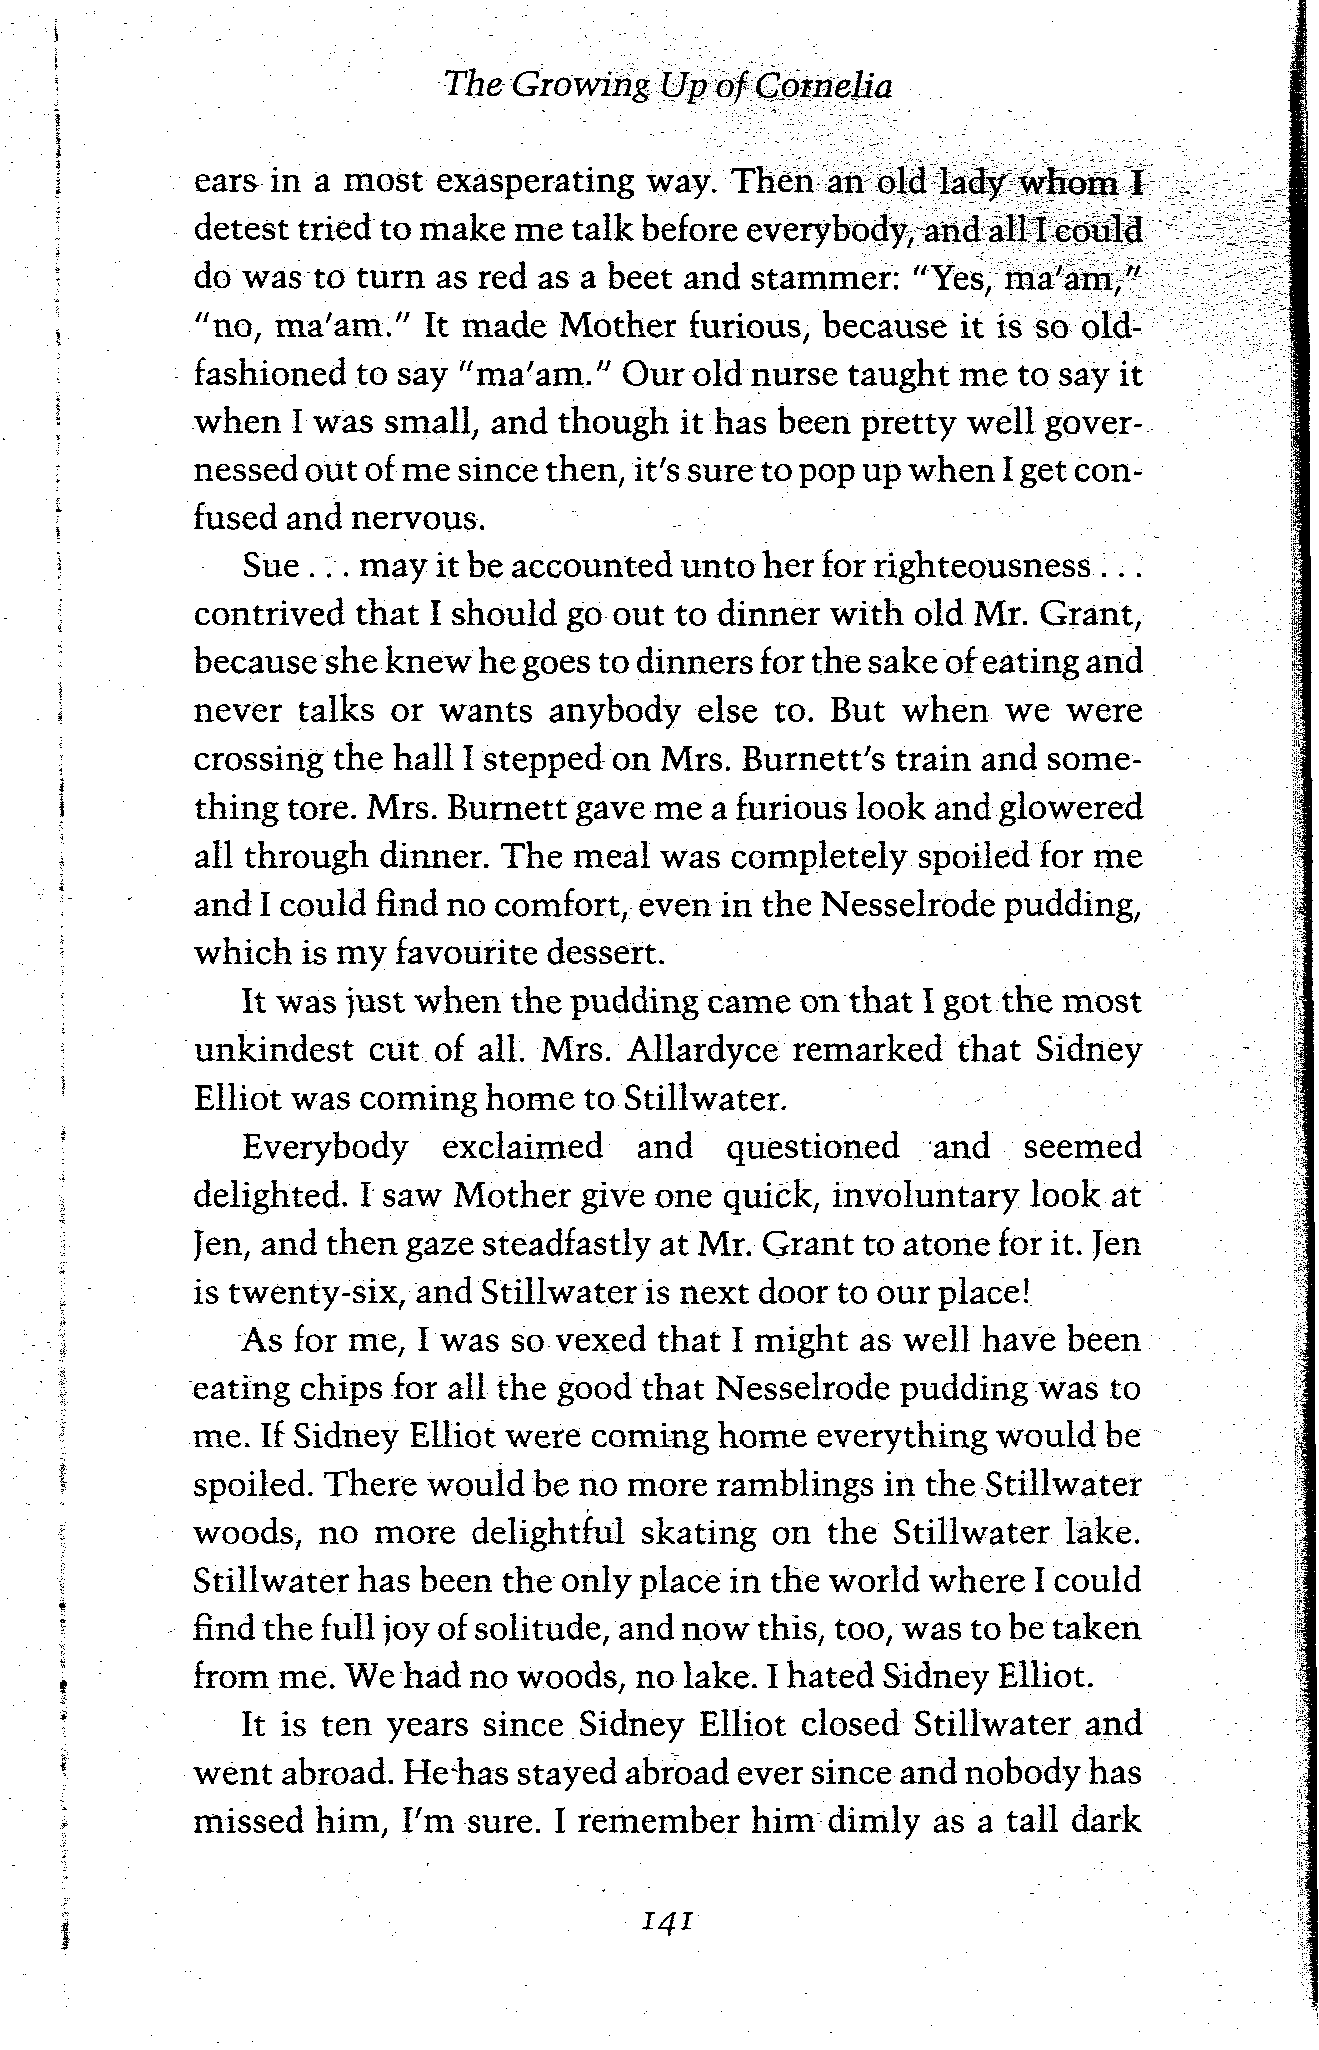 The Growing Up of Cornelia
ears in a most exasperating way. Then an old lady whom I
detest tried to make me talk before everybody, and all I could
do was to turn as red as a beet and stammer: "Yes, ma'am,"
"no, ma'am." It made Mother furious, because it is so old-
fashioned to say "ma'am." Our old nurse taught me to say it
when I was small, and though it has been pretty well gover-
nessed out of me since then, it's sure to pop up when I get con-
fused and nervous.
Sue . . . may it be accounted unto her for righteousness . . .
contrived that I should go out to dinner with old Mr. Grant,
because she knew he goes to dinners for the sake of eating and
never talks or wants anybody else to. But when we were
crossing the hall I stepped on Mrs. Burnett's train and some-
thing tore. Mrs. Burnett gave me a furious look and glowered
all through dinner. The meal was completely spoiled for me
and I could find no comfort, even in the Nesselrode pudding,
which is my favourite dessert.
It was just when the pudding came on that I got the most
unkindest cut of all. Mrs. Allardyce remarked that Sidney
Elliot was coming home to Stillwater.
Everybody exclaimed and questioned and seemed
delighted. I saw Mother give one quick, involuntary look at
Jen, and then gaze steadfastly at Mr. Grant to atone for it. Jen
is twenty-six, and Stillwater is next door to our place!
As for me, I was so vexed that I might as well have been
eating chips for all the good that Nesselrode pudding was to
me. If Sidney Elliot were coming home everything would be
spoiled. There would be no more ramblings in the Stillwater
woods, no more delightful skating on the Stillwater lake.
Stillwater has been the only place in the world where I could
find the full joy of solitude, and now this, too, was to be taken
from me. We had no woods, no lake. I hated Sidney Elliot.
It is ten years since Sidney Elliot closed Stillwater and
went abroad. He has stayed abroad ever since and nobody has
missed him, I'm sure. I remember him dimly as a tall dark
141